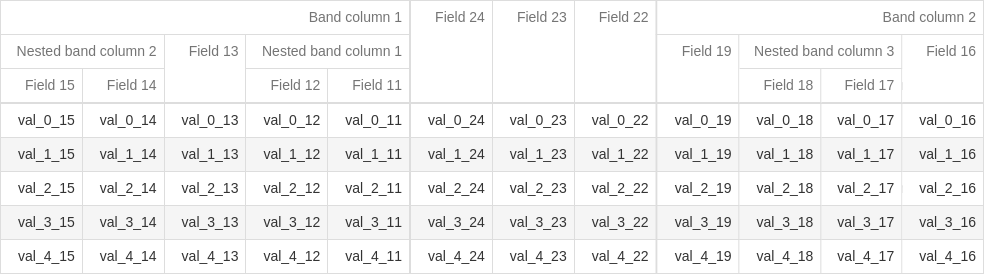 Band column 1 Field 24 Field 23 Field 22 Band column 2
Nested band column 2 Field 13 Nested band column 1 Field 19 Nested band column 3 Field 16
Field 15 Field 14 Field 12 Field 11 Field 18 Field 17
val_0_15 val_0_14 val_0_13 val_0_12 val_0_11 val_0_24 val_0_23 val_0_22 val_0_19 val_0_18 val_0_17 val_0_16
val_1_15 val_1_14 val_1_13 val_1_12 val_1_11 val_1_24 val_1_23 val_1_22 val_1_19 val_1_18 val_1_17 val_1_16
val_2_15 val_2_14 val_2_13 val_2_12 val_2_11 val_2_24 val_2_23 val_2_22 val_2_19 val_2_18 val_2_17 val_2_16
val_3_15 val_3_14 val_3_13 val_3_12 val_3_11 val_3_24 val_3_23 val_3_22 val_3_19 val_3_18 val_3_17 val_3_16
val_4_15 val_4_14 val_4_13 val_4_12 val_4_11 val_4_24 val_4_23 val_4_22 val_4_19 val_4_18 val_4_17 val_4_16